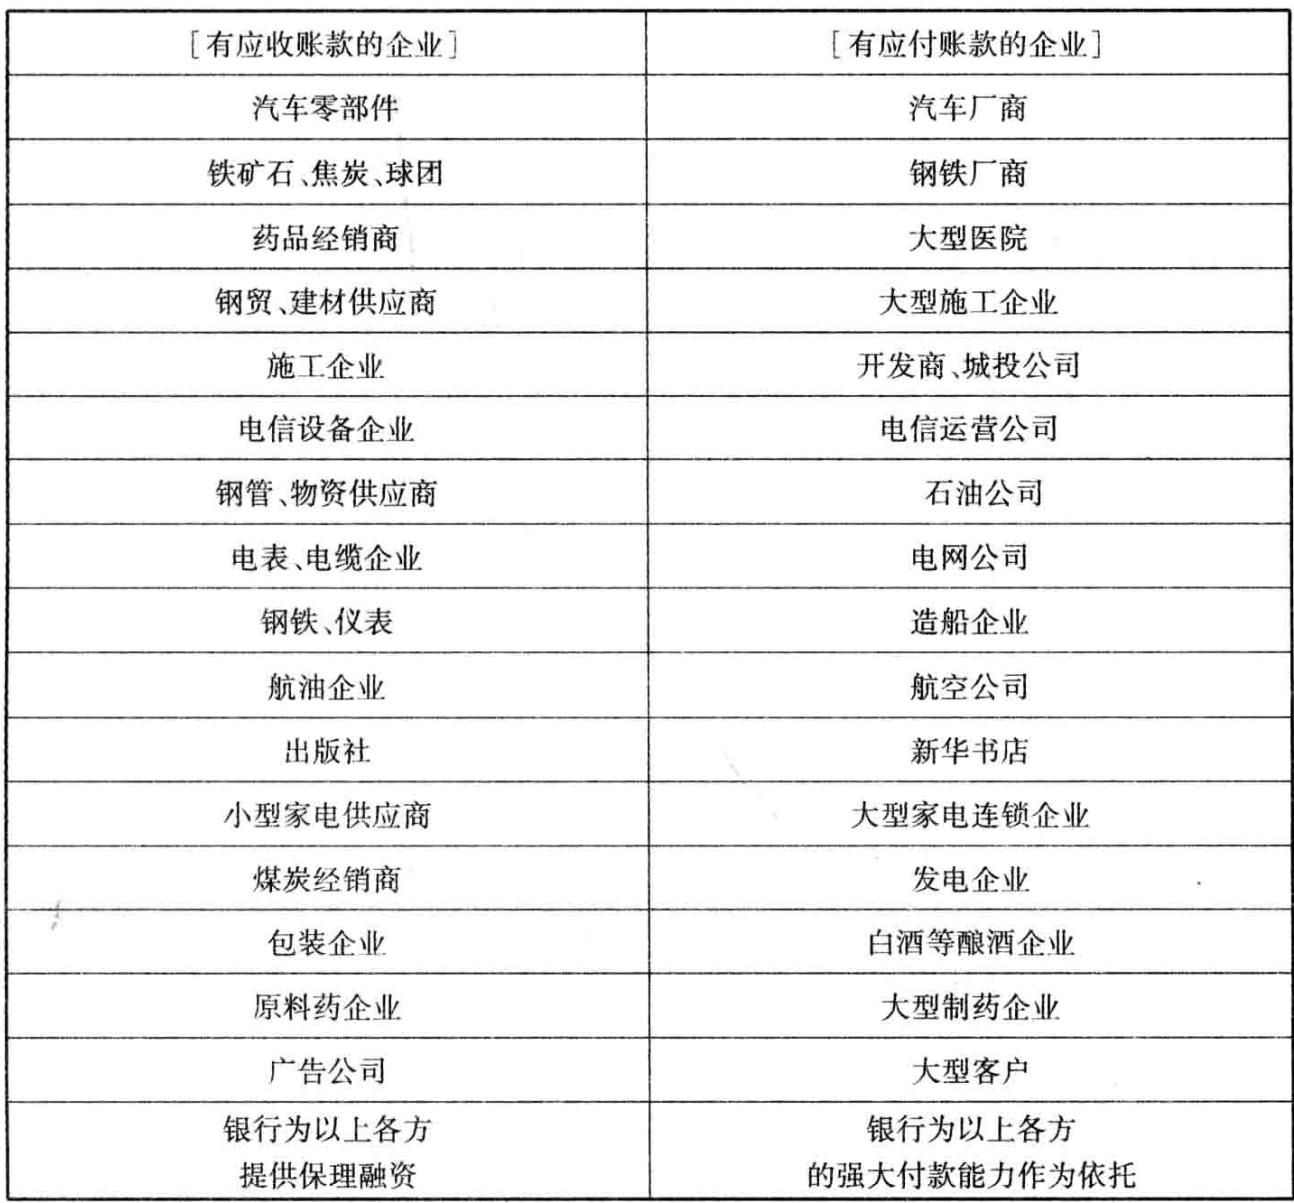 [有应收账款的企业] [有应付账款的企业]
汽车零部件 汽车厂商
铁矿石、焦炭、球团 钢铁厂商
药品经销商 大型医院
钢贸、建材供应商 大型施工企业
施工企业 开发商、城投公司
电信设备企业 电信运营公司
钢管、物资供应商 石油公司
电表、电缆企业 电网公司
钢铁、仪表 造船企业
航油企业 航空公司
出版社 新华书店
小型家电供应商 大型家电连锁企业
煤炭经销商 发电企业
包装企业 白酒等酿酒企业
原料药企业 大型制药企业
广告公司 大型客户
银行为以上各方 银行为以上各方
提供保理融资 的强大付款能力作为依托